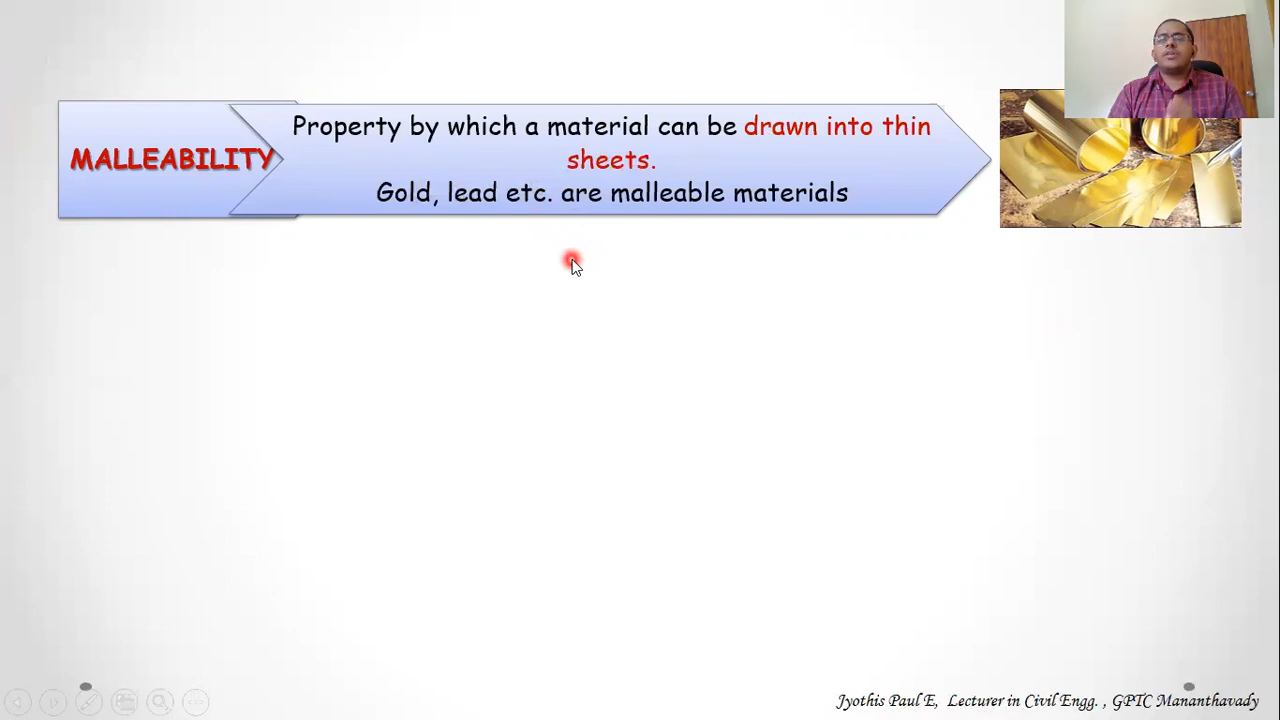 MALLEABILITY
Property by which a material can be drawn into thin
sheets.
Gold, lead etc. are malleable materials
Jyothis Paul E, Lecturer in Civil Engg. , GPTC Mananthavady